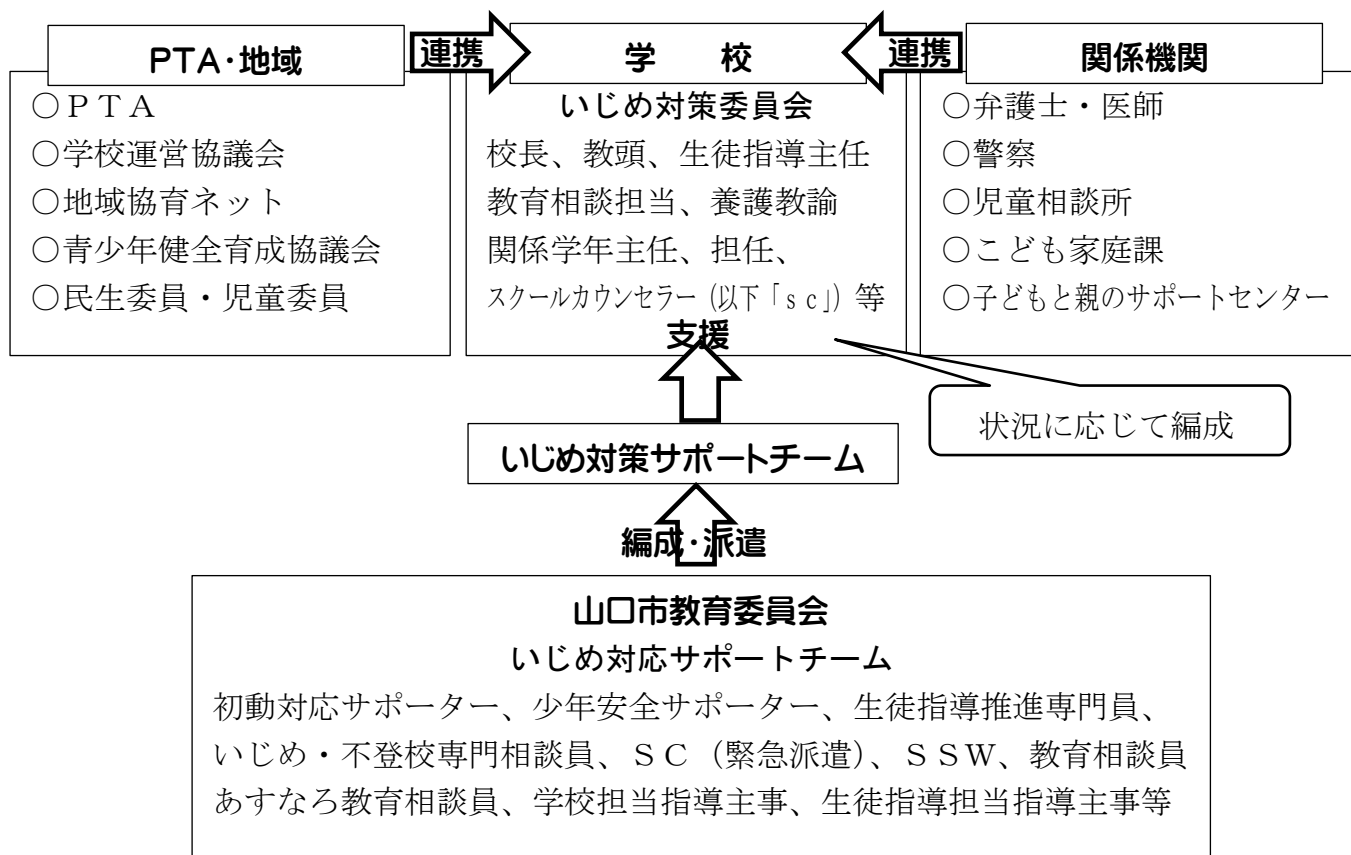 PTA・地域
○ＰＴＡ
○学校運営協議会
○地域協育ネット
○青少年健全育成協議会
○民生委員・児童委員
連携
学　校
いじめ対策委員会
校長、教頭、生徒指導主任
教育相談担当、養護教諭
関係学年主任、担任、
スクールカウンセラー（以下「ｓｃ」）等
支援
連携
関係機関
○弁護士・医師
○警察
○児童相談所
○こども家庭課
○子どもと親のサポートセンター
状況に応じて編成
いじめ対策サポートチーム
編成・派遣
山口市教育委員会
いじめ対応サポートチーム
初動対応サポーター、少年安全サポーター、生徒指導推進専門員、
いじめ・不登校専門相談員、ＳＣ（緊急派遣）、ＳＳＷ、教育相談員
あすなろ教育相談員、学校担当指導主事、生徒指導担当指導主事等